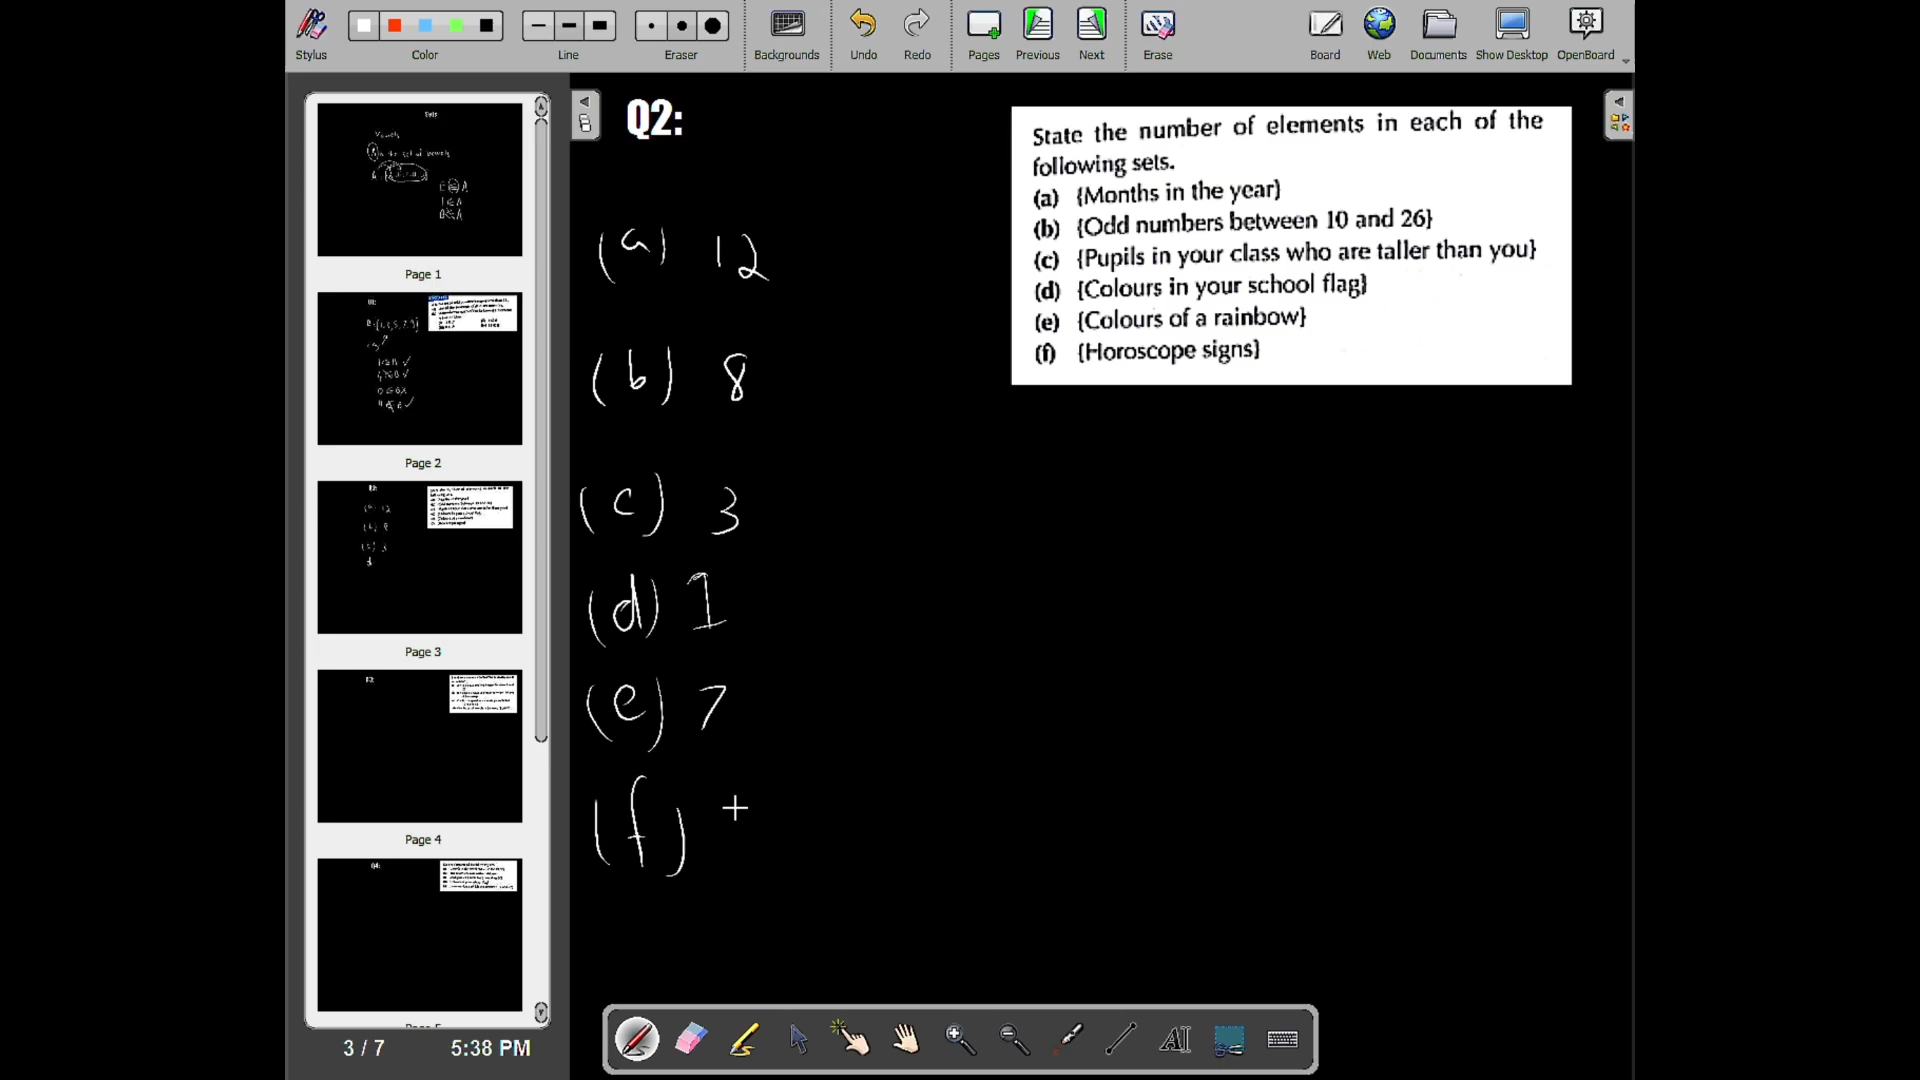 Stylus
Color
Line
Eraser
Backgrounds
Undo
Redo
Pages
Previous
Next
Erase
Board
Web
Documents
Show Desktop
OpenBoard
Page 1
Page 2
Page 3
Page 4
3 / 7
5:38 PM
Q2:
State the number of elements in each of the
following sets.
(a) {Months in the year}
(b) {Odd numbers between 10 and 26}
(c) {Pupils in your class who are taller than you}
(d) {Colours in your school flag}
(e) {Colours of a rainbow}
(f) {Horoscope signs}
(a) 12
(b) 8
(c) 3
(d) 1
(e) 7
(f)